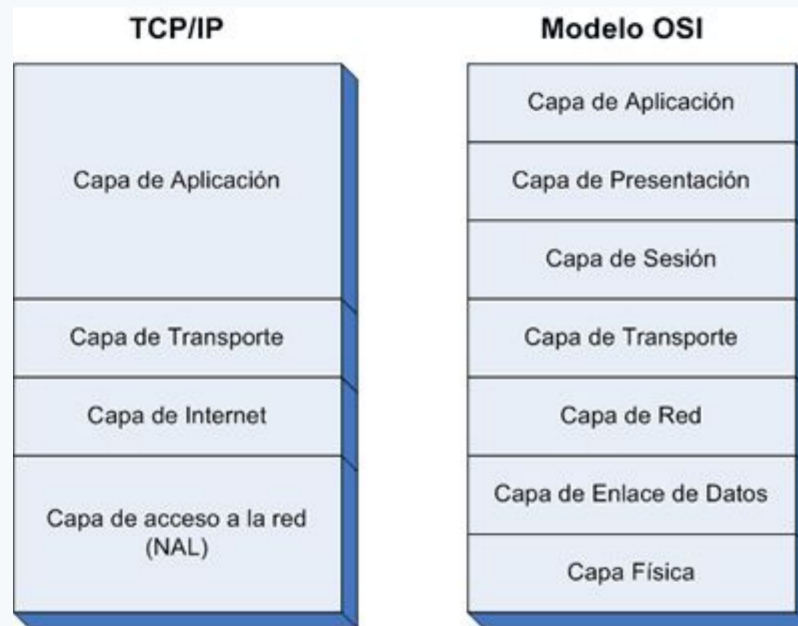 TCP/IP
Capa de Aplicación
Capa de Transporte
Capa de Internet
Capa de acceso a la red
(NAL)
Modelo OSI
Capa de Aplicación
Capa de Presentación
Capa de Sesión
Capa de Transporte
Capa de Red
Capa de Enlace de Datos
Capa Física